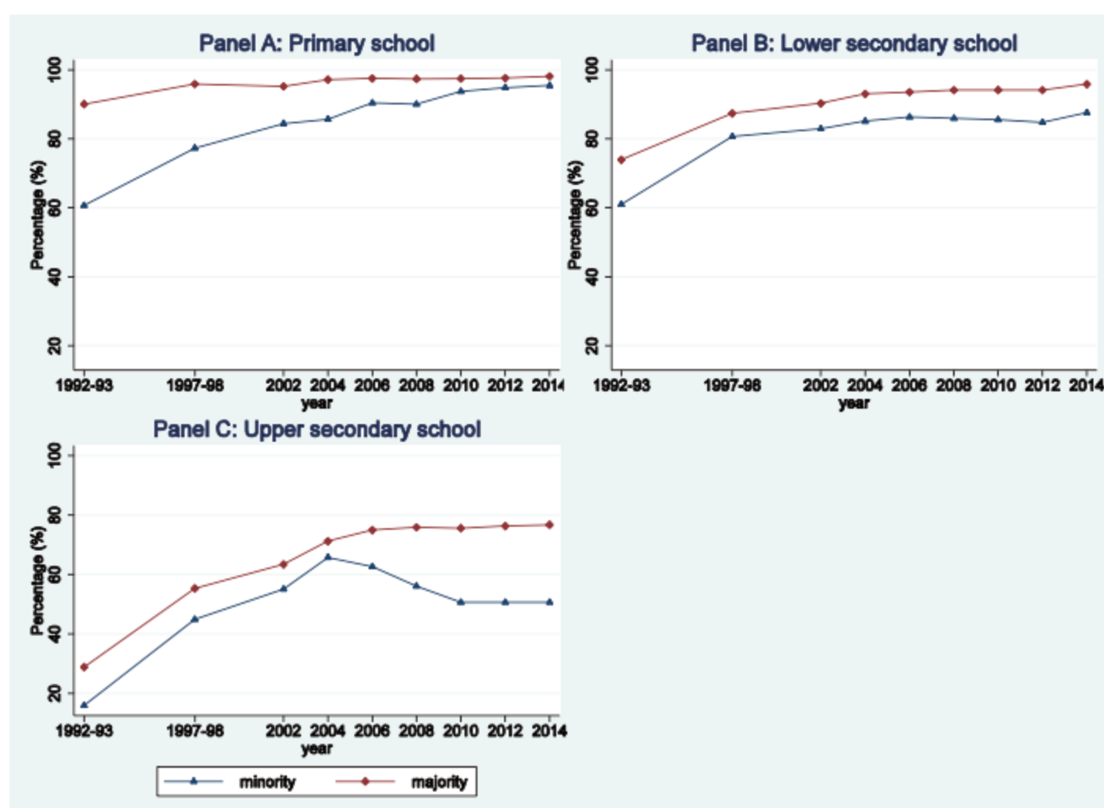 Panel A: Primary school
Percentage (%)
100
80
60
40
20
1992-93 1997-98 2002 2004 2006 2008 2010 2012 2014
year
Panel B: Lower secondary school
Percentage (%)
100
80
60
40
20
1992-93 1997-98 2002 2004 2006 2008 2010 2012 2014
year
Panel C: Upper secondary school
Percentage (%)
100
80
60
40
20
1992-93 1997-98 2002 2004 2006 2008 2010 2012 2014
year
minority majority